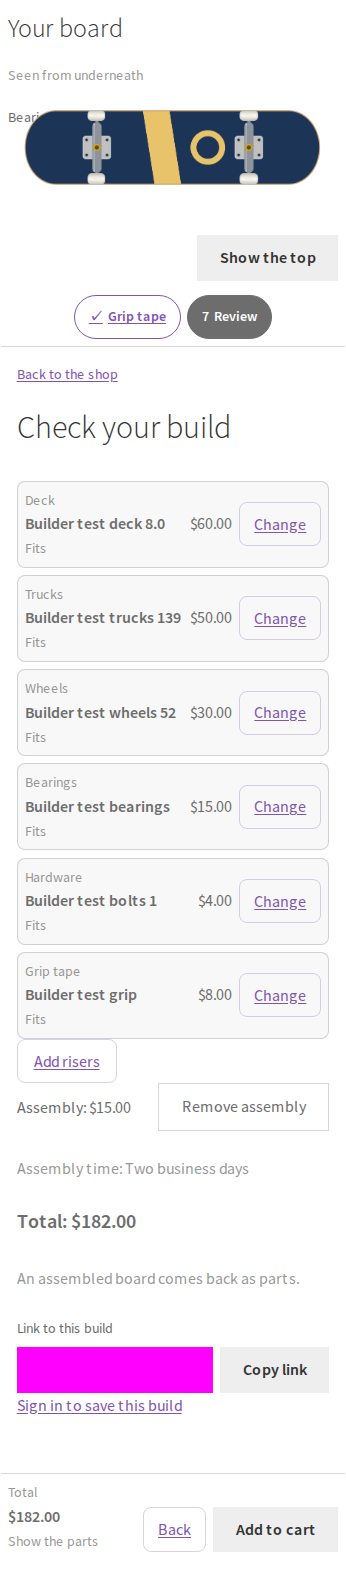 Your board
Seen from underneath
Show the top
✓ Grip tape
7 Review
Back to the shop
Check your build
Deck
Builder test deck 8.0 $60.00 Change
Fits
Trucks
Builder test trucks 139 $50.00 Change
Fits
Wheels
Builder test wheels 52 $30.00 Change
Fits
Bearings
Builder test bearings $15.00 Change
Fits
Hardware
Builder test bolts 1 $4.00 Change
Fits
Grip tape
Builder test grip $8.00 Change
Fits
Add risers
Assembly: $15.00 Remove assembly
Assembly time: Two business days
Total: $182.00
An assembled board comes back as parts.
Link to this build
Copy link
Sign in to save this build
Total
$182.00
Show the parts
Back
Add to cart